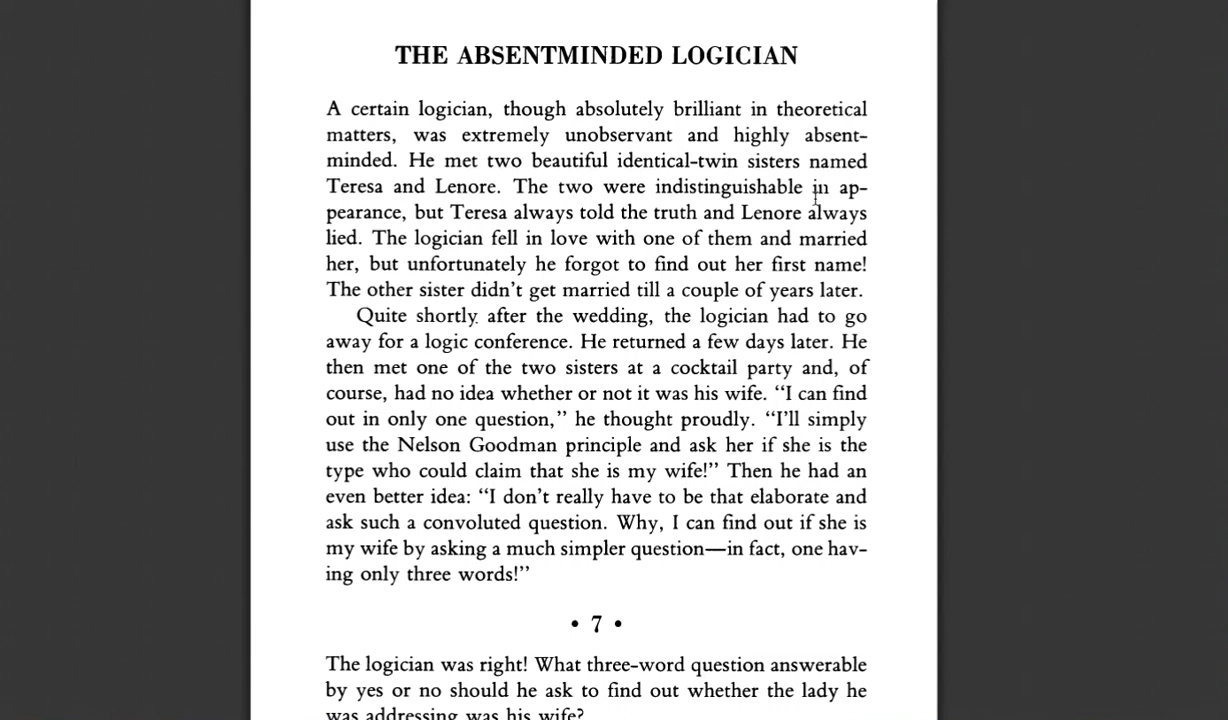 THE ABSENTMINDED LOGICIAN
A certain logician, though absolutely brilliant in theoretical
matters, was extremely unobservant and highly absent-
minded. He met two beautiful identical-twin sisters named
Teresa and Lenore. The two were indistinguishable in ap-
pearance, but Teresa always told the truth and Lenore always
lied. The logician fell in love with one of them and married
her, but unfortunately he forgot to find out her first name!
The other sister didn't get married till a couple of years later.
Quite shortly after the wedding, the logician had to go
away for a logic conference. He returned a few days later. He
then met one of the two sisters at a cocktail party and, of
course, had no idea whether or not it was his wife. “I can find
out in only one question,” he thought proudly. “I'll simply
use the Nelson Goodman principle and ask her if she is the
type who could claim that she is my wife!” Then he had an
even better idea: “I don't really have to be that elaborate and
ask such a convoluted question. Why, I can find out if she is
my wife by asking a much simpler question—in fact, one hav-
ing only three words!”
• 7 •
The logician was right! What three-word question answerable
by yes or no should he ask to find out whether the lady he
was addressing was his wife?